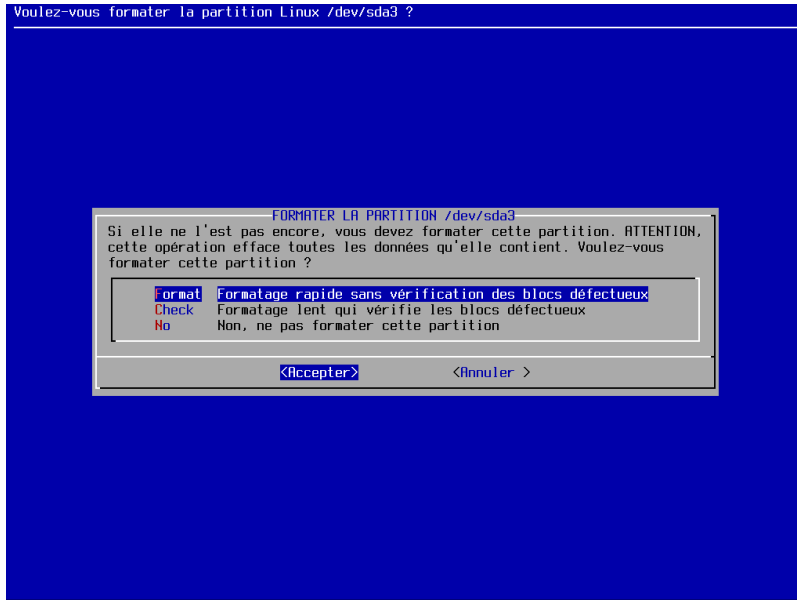 Voulez-vous formater la partition Linux /dev/sda3 ?
FORMATER LA PARTITION /dev/sda3
Si elle ne l'est pas encore, vous devez formater cette partition. ATTENTION,
cette opération efface toutes les données qu'elle contient. Voulez-vous
formater cette partition ?
Format Formatage rapide sans vérification des blocs défectueux
Check Formatage lent qui vérifie les blocs défectueux
No Non, ne pas formater cette partition
<Accepter> <Annuler >